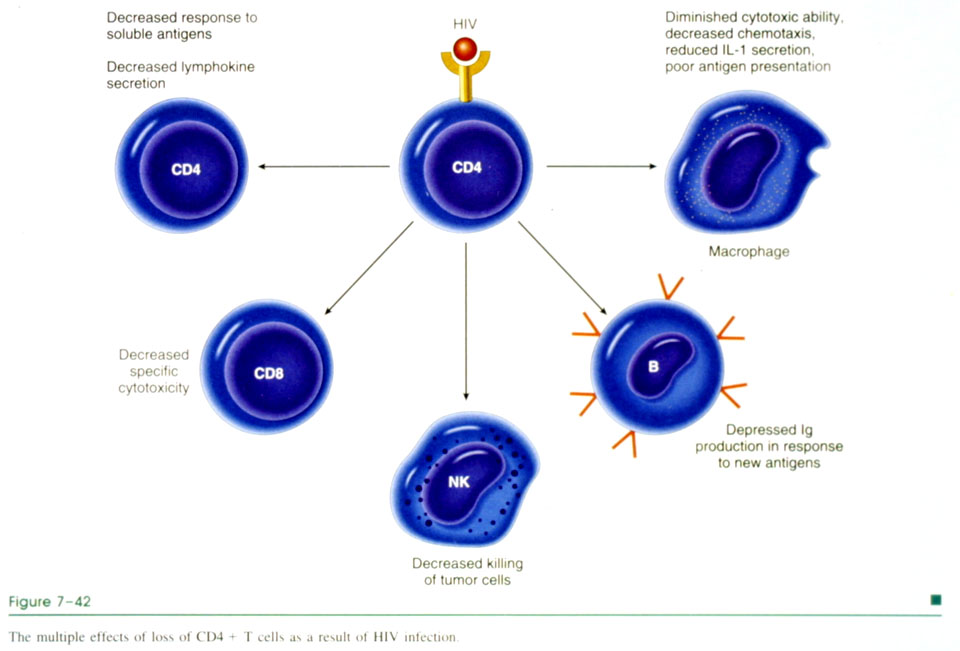 Decreased response to
soluble antigens
Decreased lymphokine
secretion
HIV
Diminished cytotoxic ability,
decreased chemotaxis,
reduced IL-1 secretion,
poor antigen presentation
CD4
CD4
Macrophage
Decreased
specific
cytotoxicity
CD8
B
Depressed Ig
production in response
to new antigens
NK
Decreased killing
of tumor cells
Figure 7-42
The multiple effects of loss of CD4 + T cells as a result of HIV infection.